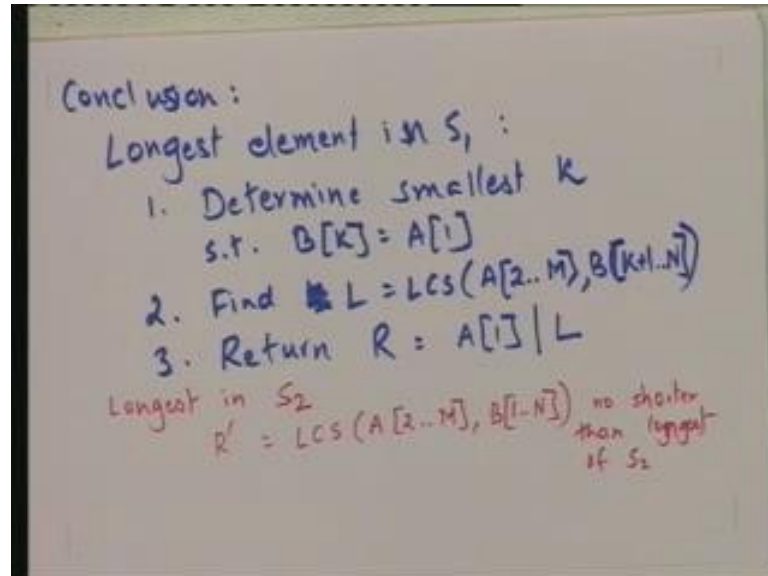 Conclusion:
Longest element in S₁ :
1. Determine smallest K
s.t. B[K] = A[1]
2. Find L = LCS(A[2..M), B[K+1..N])
3. Return R = A[1] | L
Longest in S₂
R' = LCS (A[2..M], B[1..N]) no shorter
than longest
of S₂